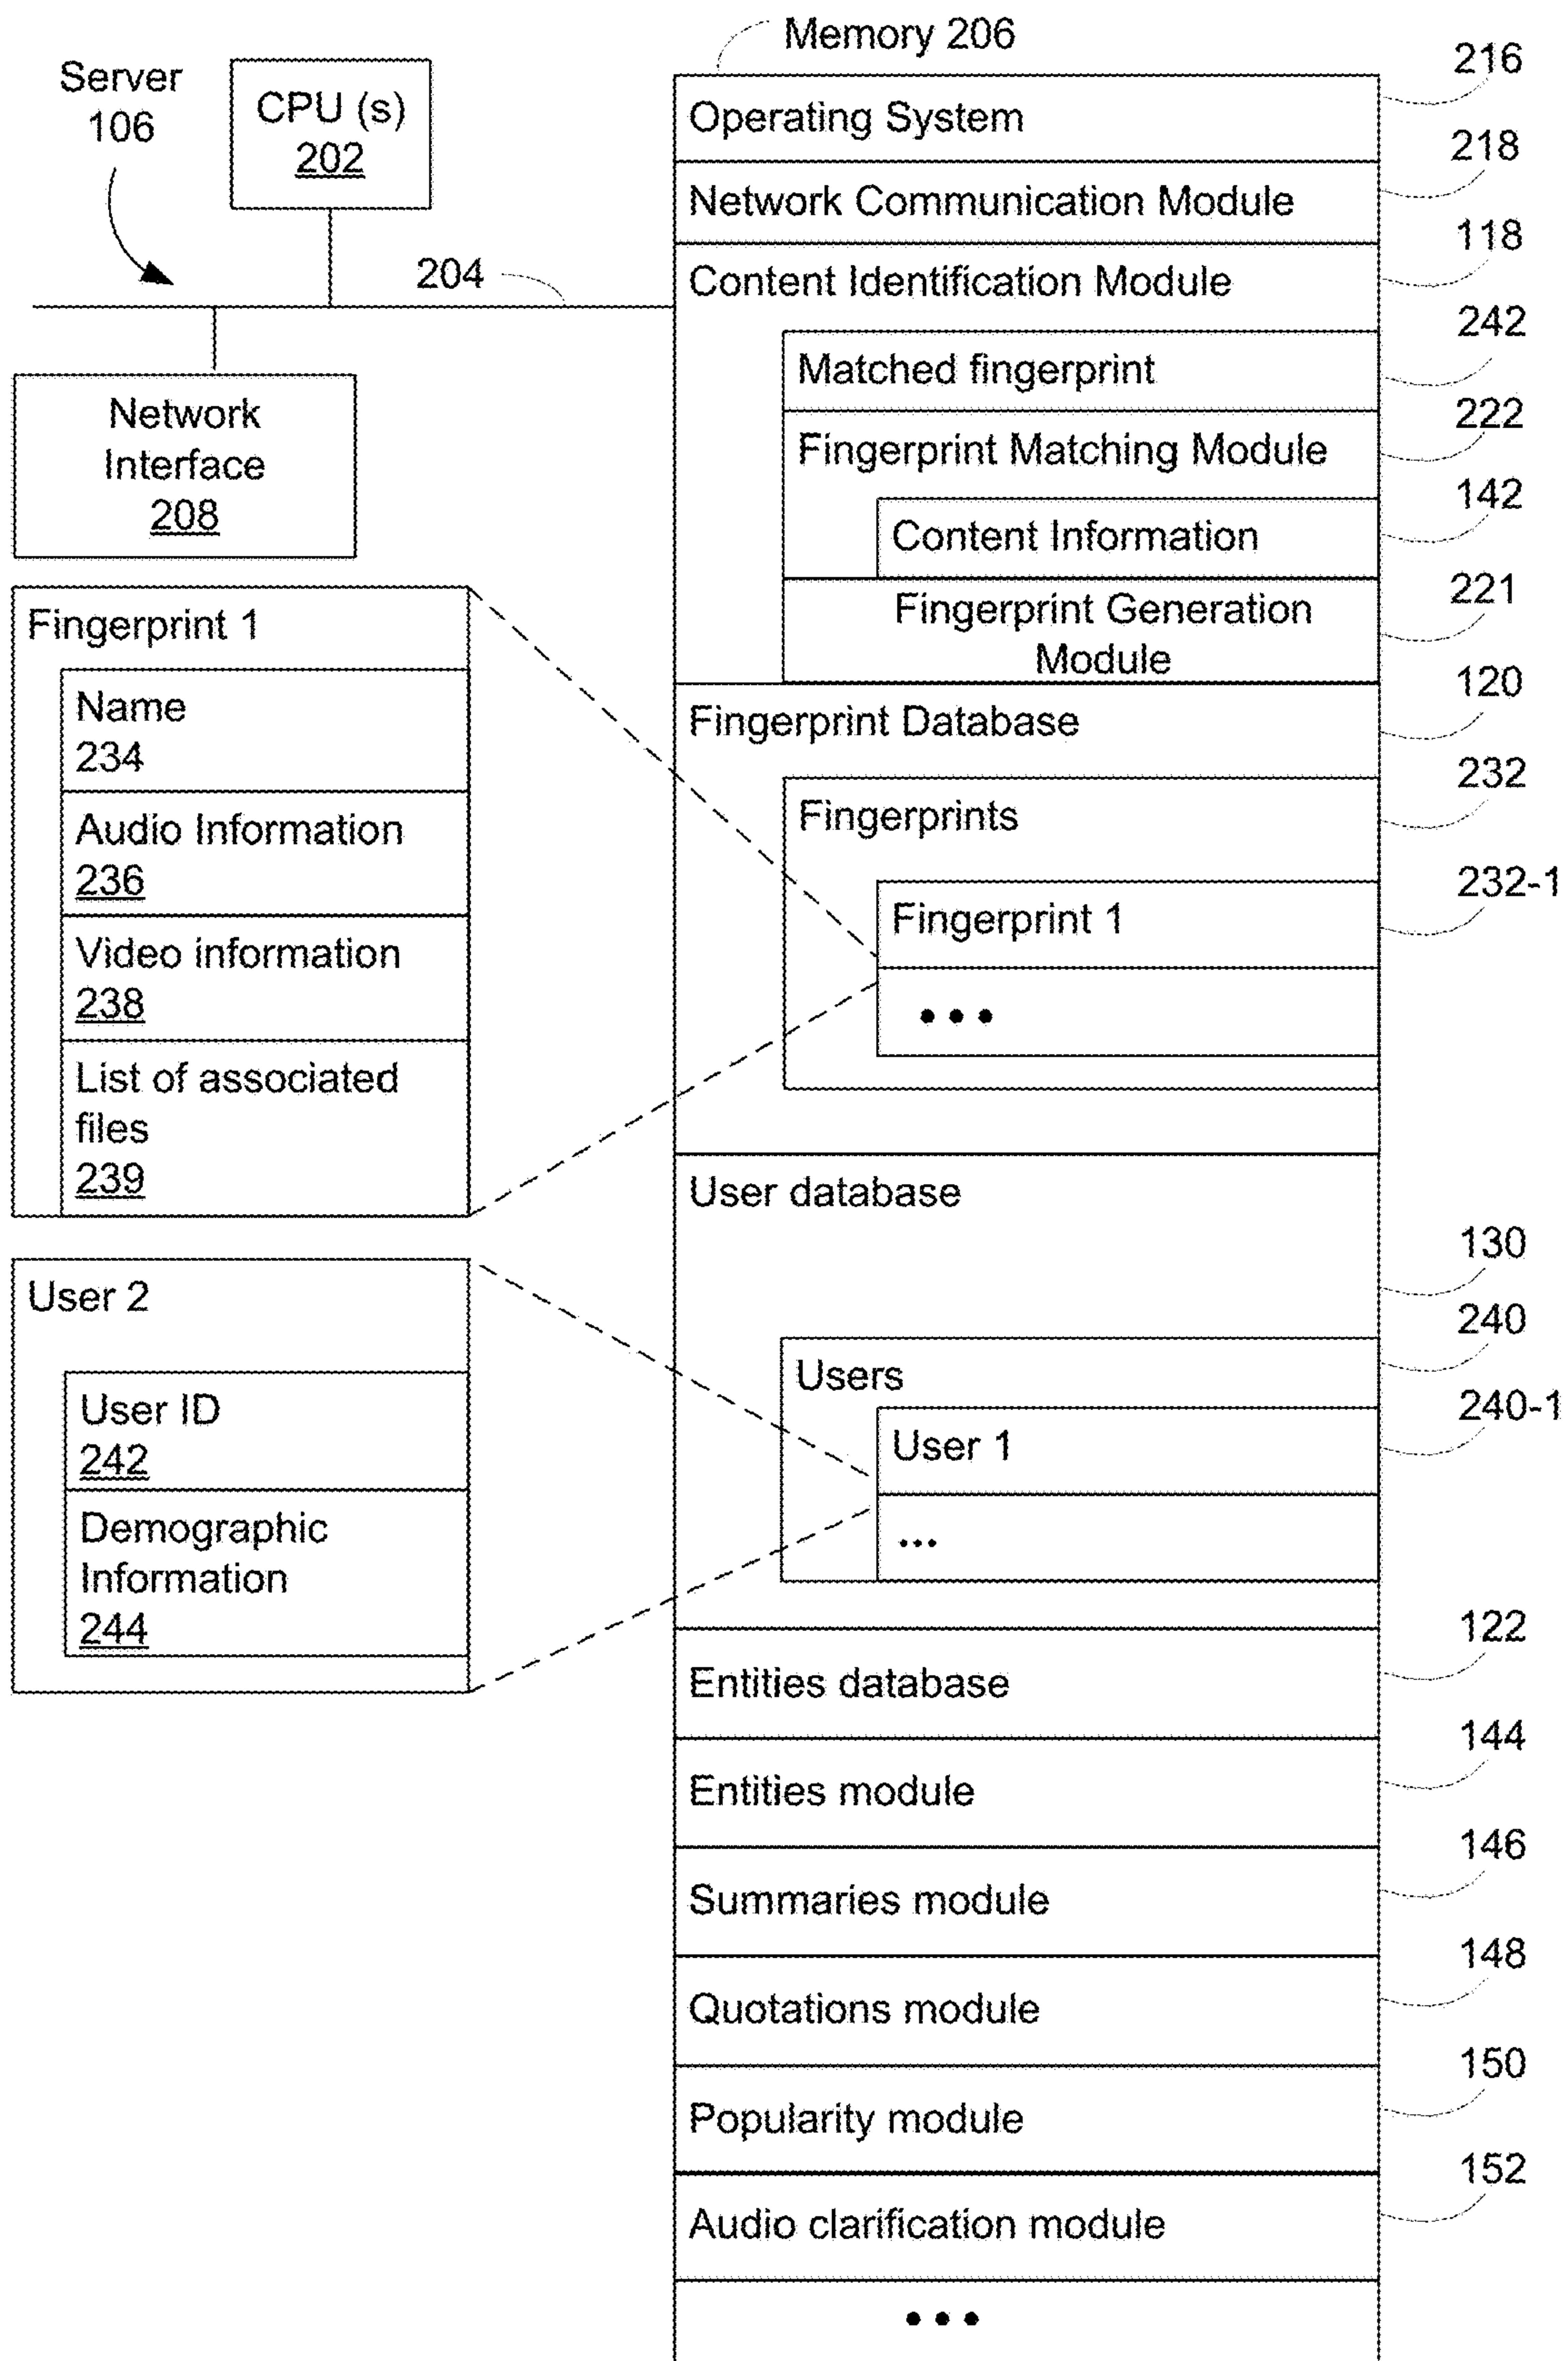 Memory 206
Server
106
CPU (s)
202
204
Network
Interface
208
Operating System
216
Network Communication Module
218
Content Identification Module
118
Matched fingerprint
242
Fingerprint Matching Module
222
Content Information
142
Fingerprint Generation
Module
221
Fingerprint Database
120
Fingerprints
232
Fingerprint 1
232-1
•••
Fingerprint 1
Name
234
Audio Information
236
Video information
238
List of associated
files
239
User database
130
Users
240
User 1
240-1
...
User 2
User ID
242
Demographic
Information
244
Entities database
122
Entities module
144
Summaries module
146
Quotations module
148
Popularity module
150
Audio clarification module
152
•••